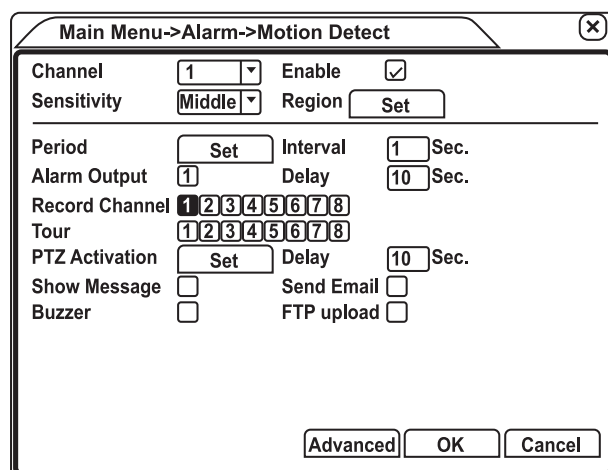 Main Menu->Alarm->Motion Detect
Channel 1 Enable
Sensitivity Middle Region Set
Period Set Interval 1 Sec.
Alarm Output 1 Delay 10 Sec.
Record Channel 1 2 3 4 5 6 7 8
Tour 1 2 3 4 5 6 7 8
PTZ Activation Set Delay 10 Sec.
Show Message Send Email
Buzzer FTP upload
Advanced OK Cancel